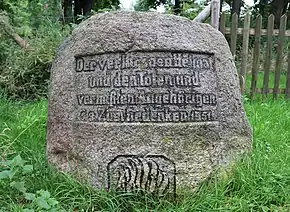 Der verlorenen Heimat
und den Toten und
vermißten Angehörigen